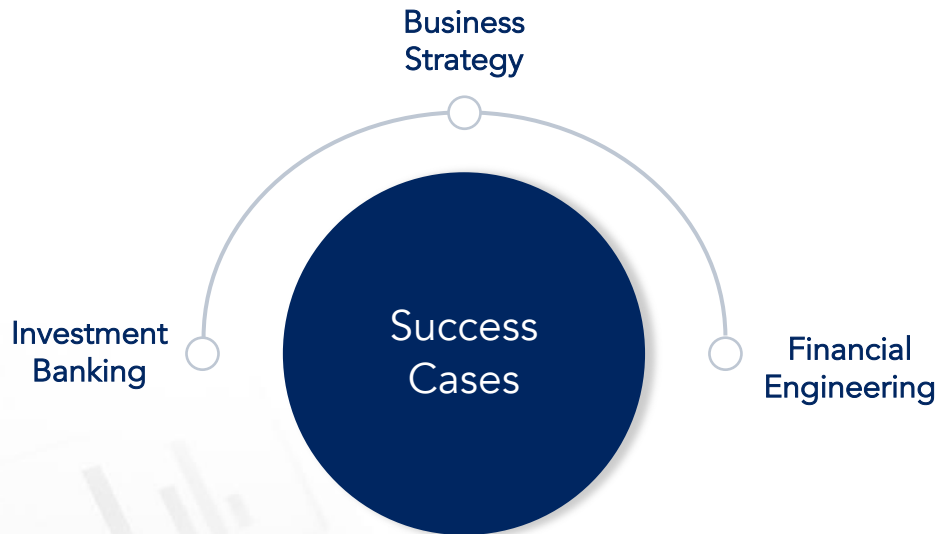 Business
Strategy
Investment
Banking
Success
Cases
Financial
Engineering